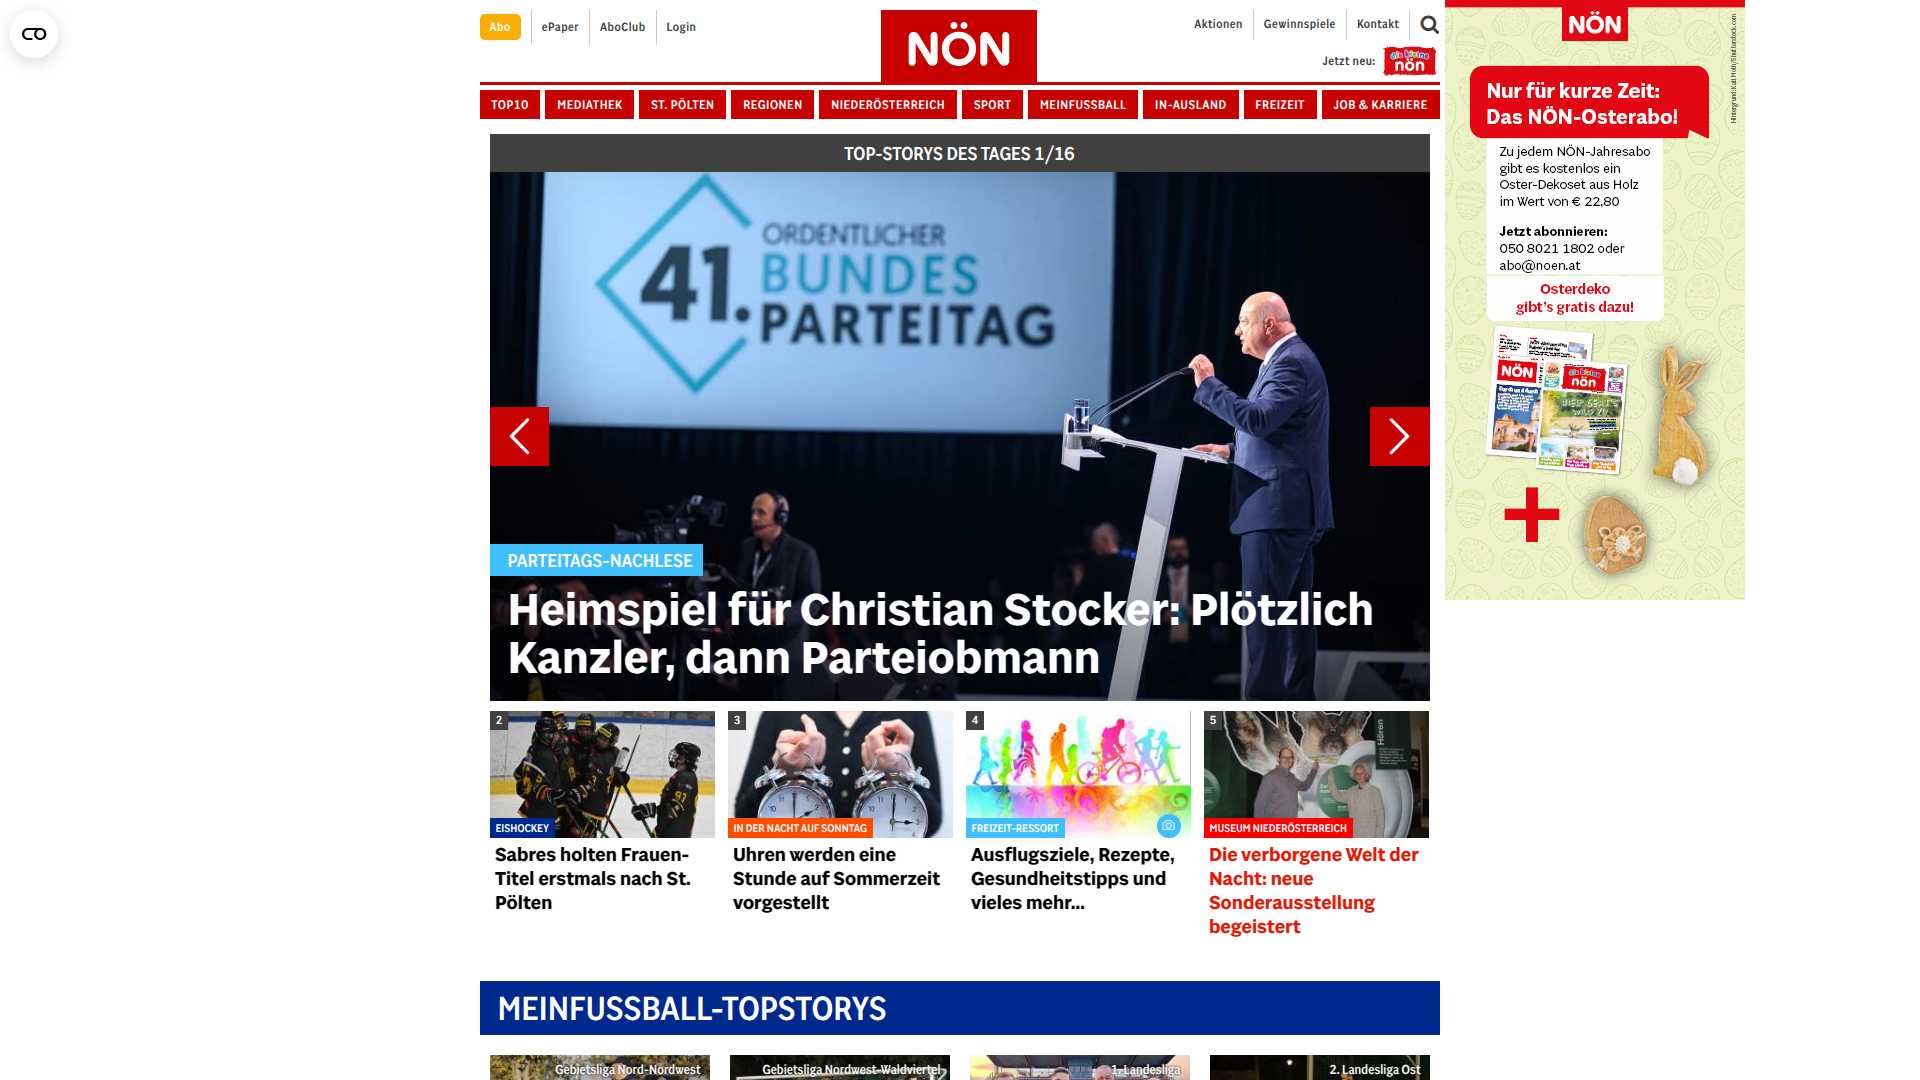 Abo
ePaper
AboClub
Login
NÖN
Aktionen
Gewinnspiele
Kontakt
Jetzt neu:
die kleine
nön
TOP10
MEDIATHEK
ST. PÖLTEN
REGIONEN
NIEDERÖSTERREICH
SPORT
MEINFUSSBALL
IN-AUSLAND
FREIZEIT
JOB & KARRIERE
TOP-STORYS DES TAGES 1/16
41.
ORDENTLICHER
BUNDES
PARTEITAG
PARTEITAGS-NACHLESE
Heimspiel für Christian Stocker: Plötzlich
Kanzler, dann Parteiobmann
2
EISHOCKEY
Sabres holten Frauen-
Titel erstmals nach St.
Pölten
3
IN DER NACHT AUF SONNTAG
Uhren werden eine
Stunde auf Sommerzeit
vorgestellt
4
FREIZEIT-RESSORT
Ausflugsziele, Rezepte,
Gesundheitstipps und
vieles mehr...
5
Hören
MUSEUM NIEDERÖSTERREICH
Die verborgene Welt der
Nacht: neue
Sonderausstellung
begeistert
MEINFUSSBALL-TOPSTORYS
Gebietsliga Nord-Nordwest
Gebietsliga Nordwest-Waldviertel
1. Landesliga
2. Landesliga Ost
NÖN
Nur für kurze Zeit:
Das NÖN-Osterabo!
Zu jedem NÖN-Jahresabo
gibt es kostenlos ein
Oster-Dekoset aus Holz
im Wert von € 22,80
Jetzt abonnieren:
050 8021 1802 oder
abo@noen.at
Osterdeko
gibt's gratis dazu!
NÖN
nön
+